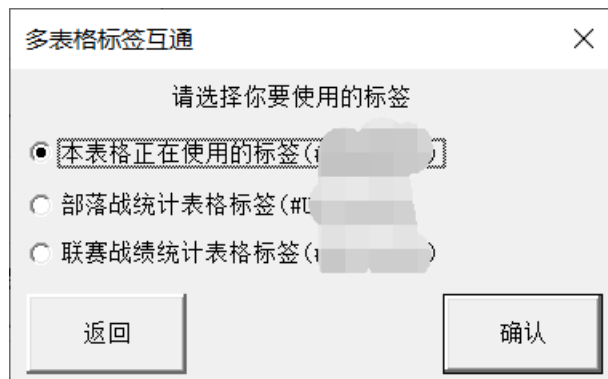 多表格标签互通
请选择你要使用的标签
本表格正在使用的标签(#
部落战统计表格标签(#
联赛战绩统计表格标签(
返回
确认